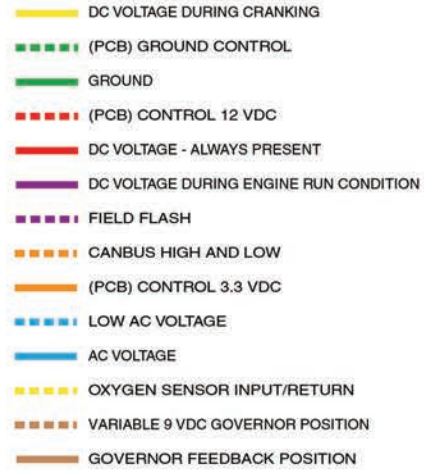 DC VOLTAGE DURING CRANKING
(PCB) GROUND CONTROL
GROUND
(PCB) CONTROL 12 VDC
DC VOLTAGE - ALWAYS PRESENT
DC VOLTAGE DURING ENGINE RUN CONDITION
FIELD FLASH
CANBUS HIGH AND LOW
(PCB) CONTROL 3.3 VDC
LOW AC VOLTAGE
AC VOLTAGE
OXYGEN SENSOR INPUT/RETURN
VARIABLE 9 VDC GOVERNOR POSITION
GOVERNOR FEEDBACK POSITION